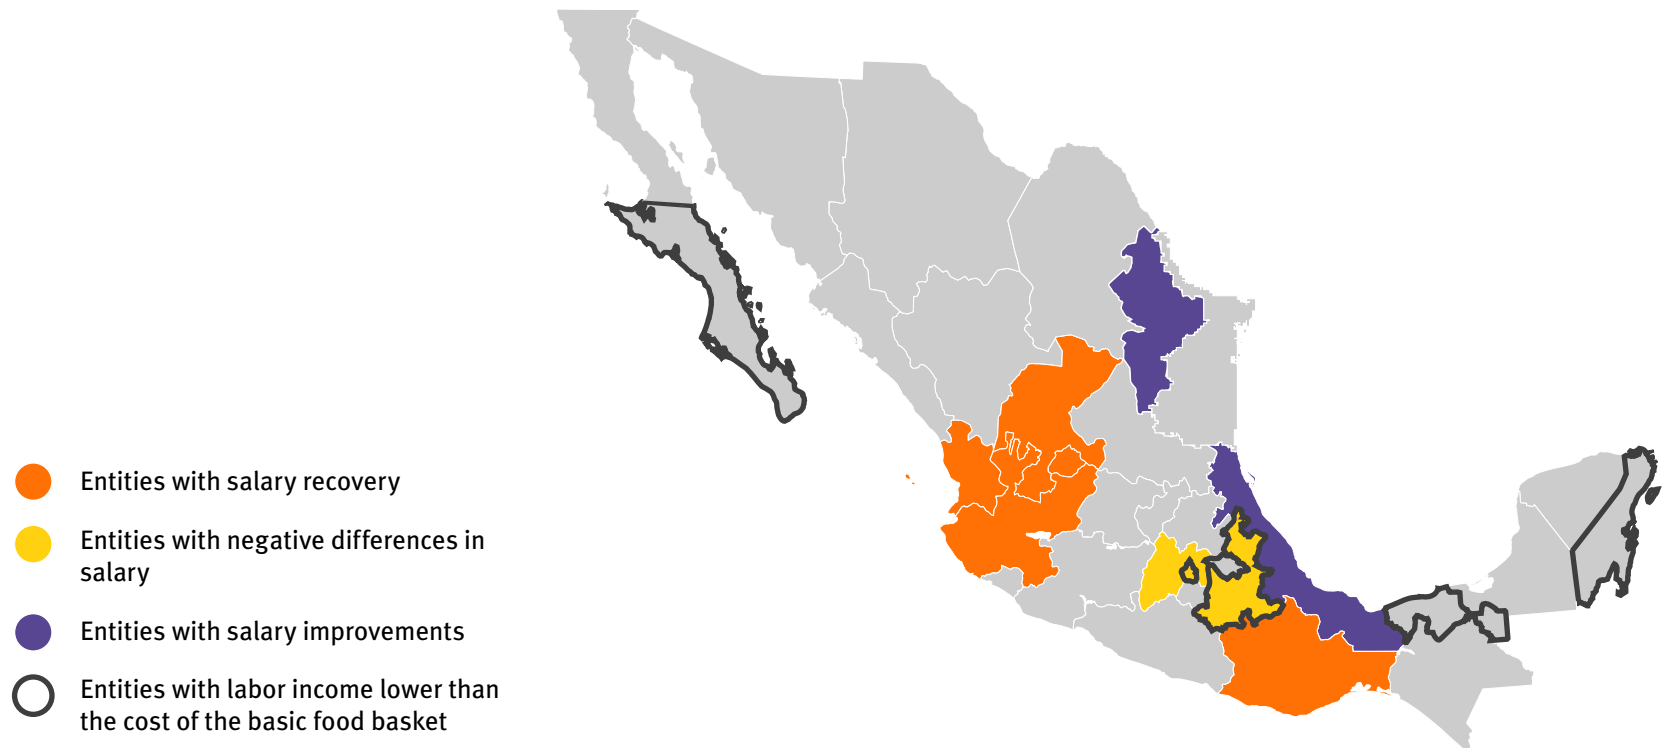 Entities with salary recovery
Entities with negative differences in
salary
Entities with salary improvements
Entities with labor income lower than
the cost of the basic food basket